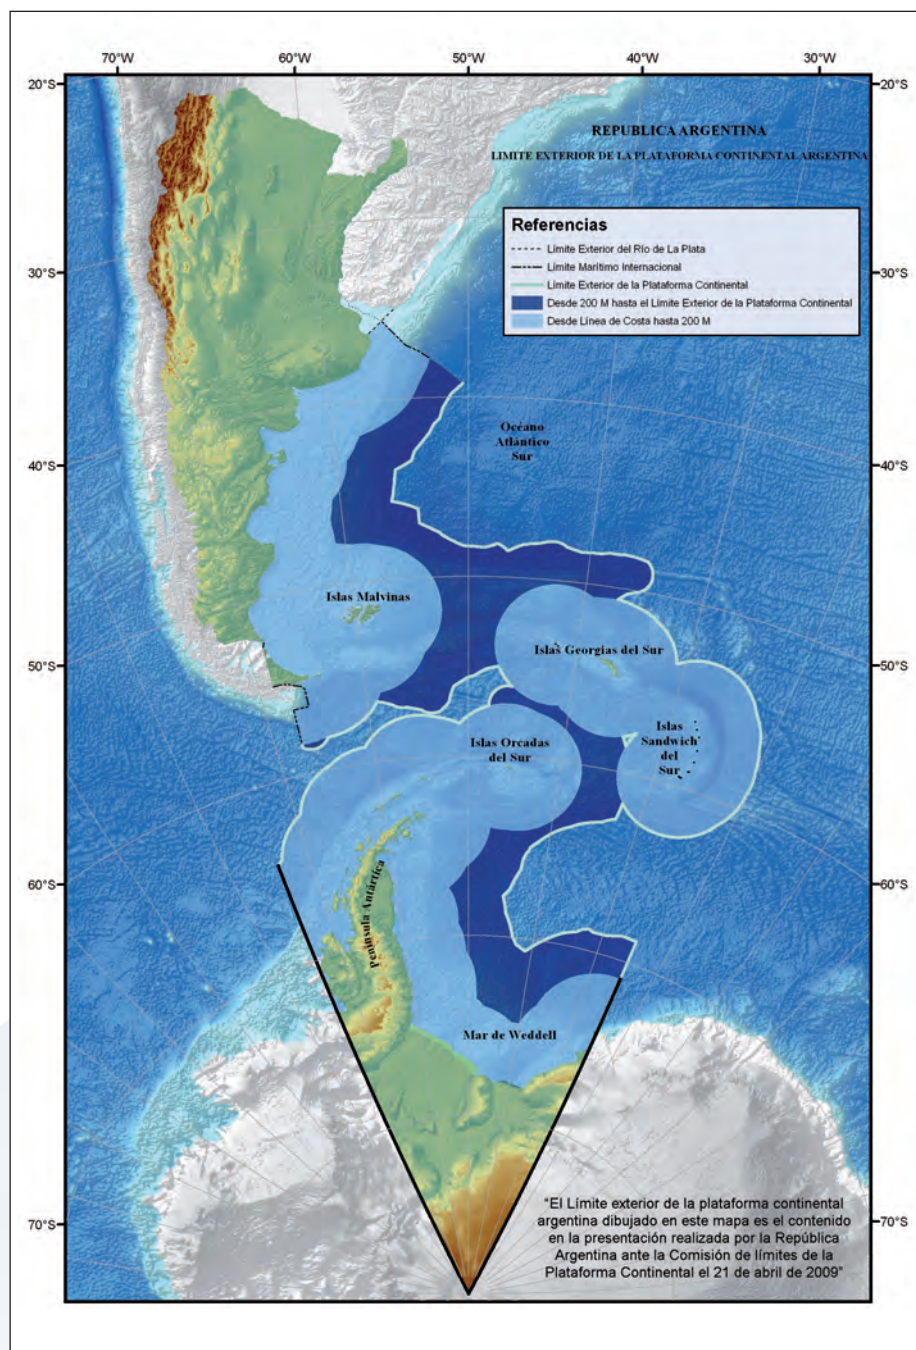 70°W
60°W
50°W
40°W
30°W
20°S
20°S
REPUBLICA ARGENTINA
LIMITE EXTERIOR DE LA PLATAFORMA CONTINENTAL ARGENTINA
Referencias
Límite Exterior del Río de La Plata
Límite Marítimo Internacional
Límite Exterior de la Plataforma Continental
Desde 200 M hasta el Límite Exterior de la Plataforma Continental
Desde Línea de Costa hasta 200 M
30°S
30°S
Océano
Atlántico
Sur
40°S
40°S
Islas Malvinas
Islas Georgias del Sur
50°S
50°S
Islas Orcadas
del Sur
Islas
Sandwich
del
Sur
60°S
60°S
Península Antártica
Mar de Weddell
70°S
70°S
"El Límite exterior de la plataforma continental
argentina dibujado en este mapa es el contenido
en la presentación realizada por la República
Argentina ante la Comisión de límites de la
Plataforma Continental el 21 de abril de 2009"